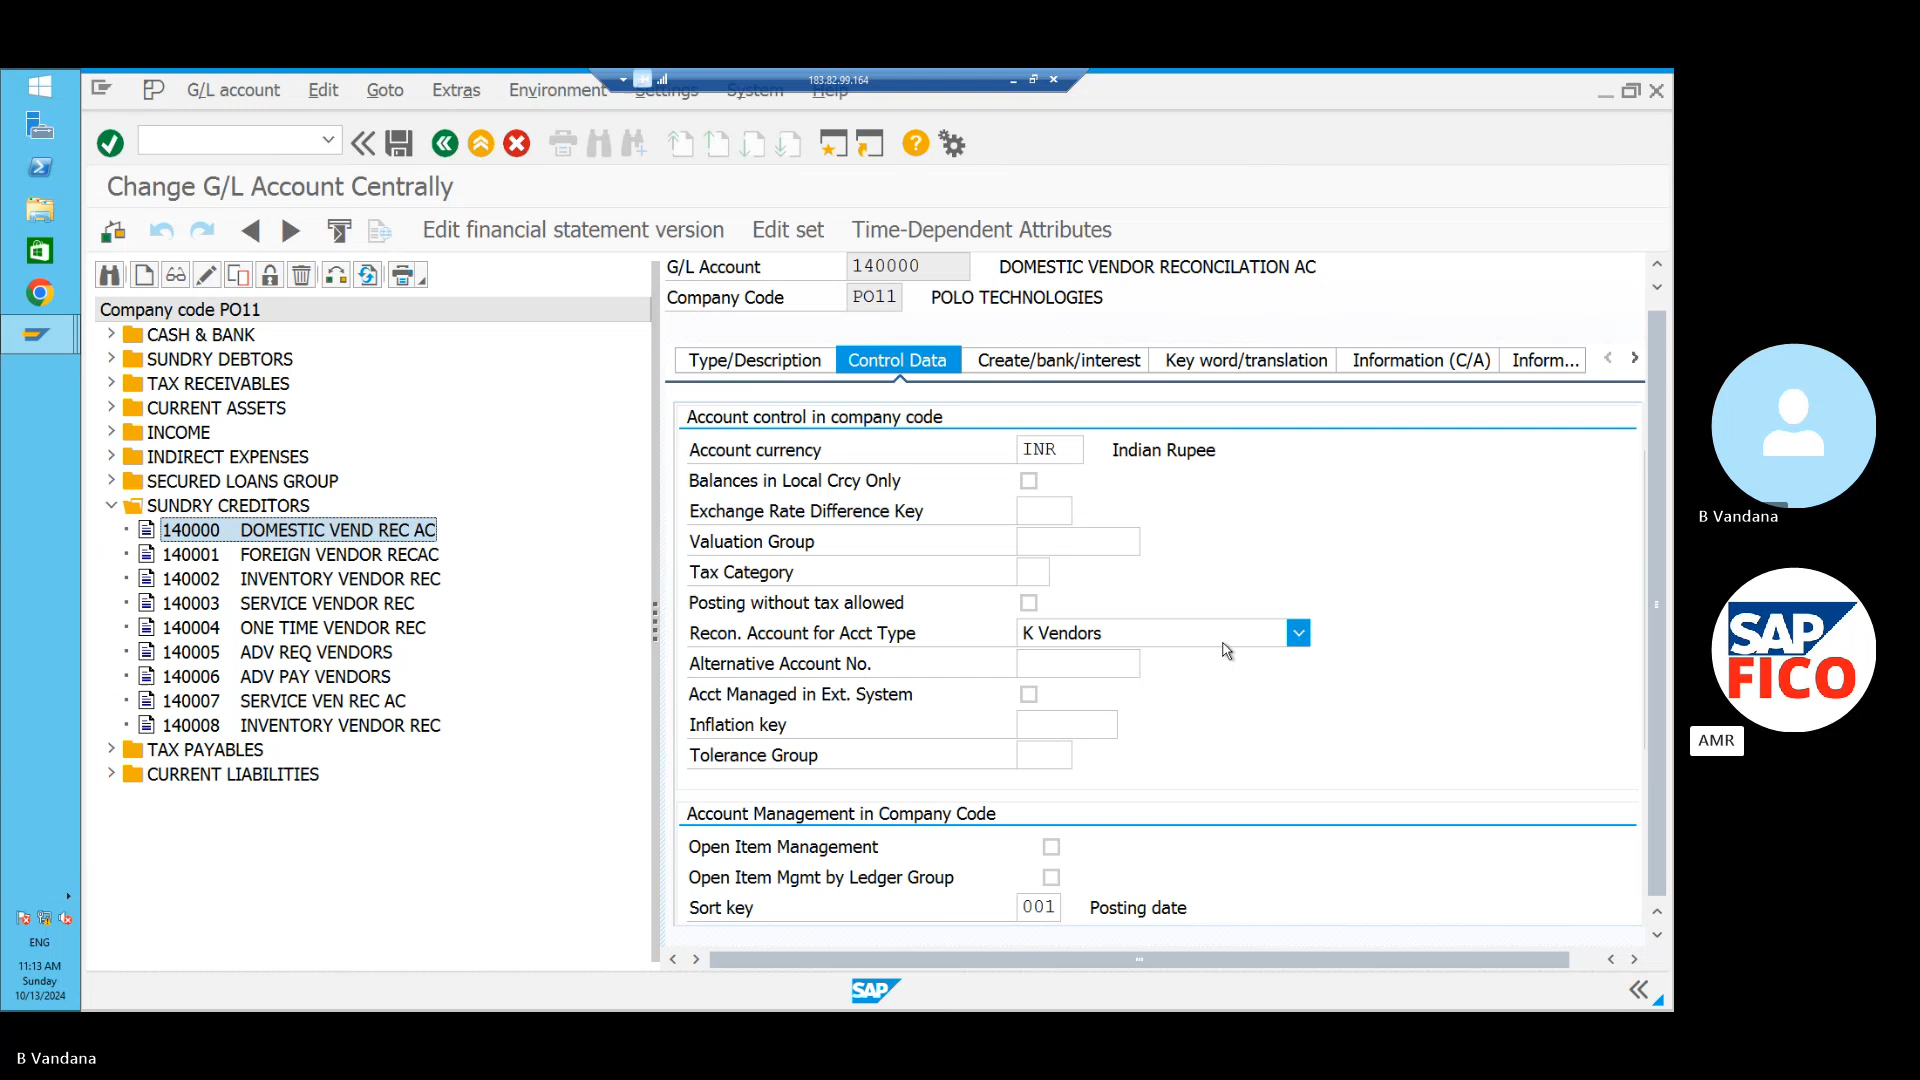 183.82.99.164
G/L account Edit Goto Extras Environment Settings System Help
Change G/L Account Centrally
Edit financial statement version Edit set Time-Dependent Attributes
Company code PO11
CASH & BANK
SUNDRY DEBTORS
TAX RECEIVABLES
CURRENT ASSETS
INCOME
INDIRECT EXPENSES
SECURED LOANS GROUP
SUNDRY CREDITORS
140000 DOMESTIC VEND REC AC
140001 FOREIGN VENDOR RECAC
140002 INVENTORY VENDOR REC
140003 SERVICE VENDOR REC
140004 ONE TIME VENDOR REC
140005 ADV REQ VENDORS
140006 ADV PAY VENDORS
140007 SERVICE VEN REC AC
140008 INVENTORY VENDOR REC
TAX PAYABLES
CURRENT LIABILITIES
G/L Account 140000 DOMESTIC VENDOR RECONCILATION AC
Company Code PO11 POLO TECHNOLOGIES
Type/Description Control Data Create/bank/interest Key word/translation Information (C/A) Inform...
Account control in company code
Account currency INR Indian Rupee
Balances in Local Crcy Only
Exchange Rate Difference Key
Valuation Group
Tax Category
Posting without tax allowed
Recon. Account for Acct Type K Vendors
Alternative Account No.
Acct Managed in Ext. System
Inflation key
Tolerance Group
Account Management in Company Code
Open Item Management
Open Item Mgmt by Ledger Group
Sort key 001 Posting date
SAP
ENG
11:13 AM
Sunday
10/13/2024
B Vandana
SAP
FICO
AMR
B Vandana